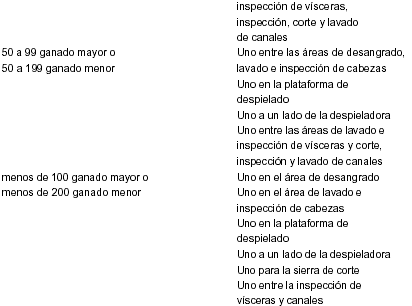 inspección de vísceras,
inspección, corte y lavado
de canales
50 a 99 ganado mayor o Uno entre las áreas de desangrado,
50 a 199 ganado menor lavado e inspección de cabezas
Uno en la plataforma de
despielado
Uno a un lado de la despieladora
Uno entre las áreas de lavado e
inspección de vísceras y corte,
inspección y lavado de canales
menos de 100 ganado mayor o Uno en el área de desangrado
menos de 200 ganado menor Uno en el área de lavado e
inspección de cabezas
Uno en la plataforma de
despielado
Uno a un lado de la despieladora
Uno para la sierra de corte
Uno entre la inspección de
vísceras y canales